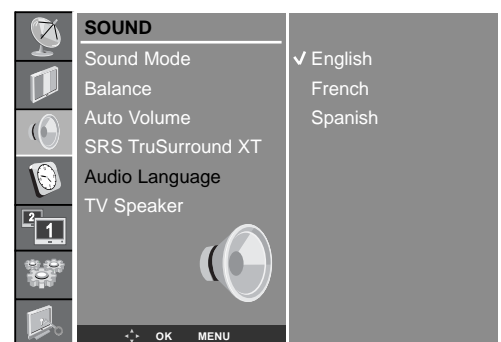 SOUND
Sound Mode
Balance
Auto Volume
SRS TruSurround XT
Audio Language
TV Speaker
✓ English
French
Spanish
2
1
OK MENU